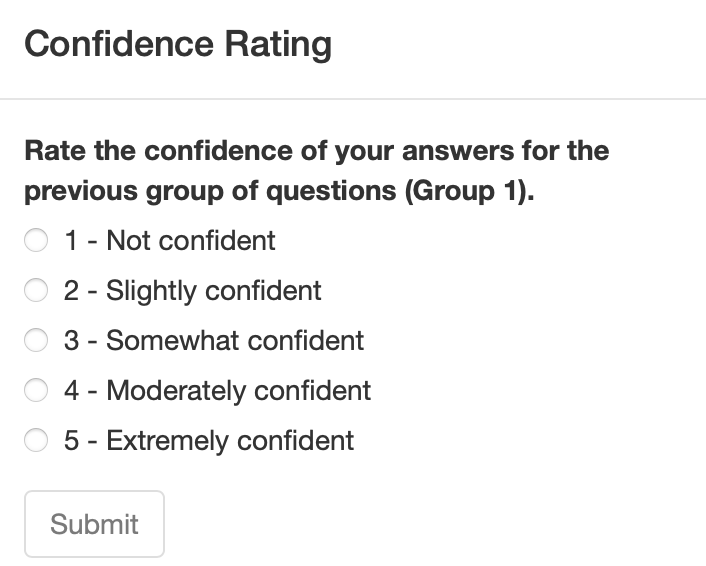 Confidence Rating
Rate the confidence of your answers for the
previous group of questions (Group 1).
1 - Not confident
2 - Slightly confident
3 - Somewhat confident
4 - Moderately confident
5 - Extremely confident
Submit